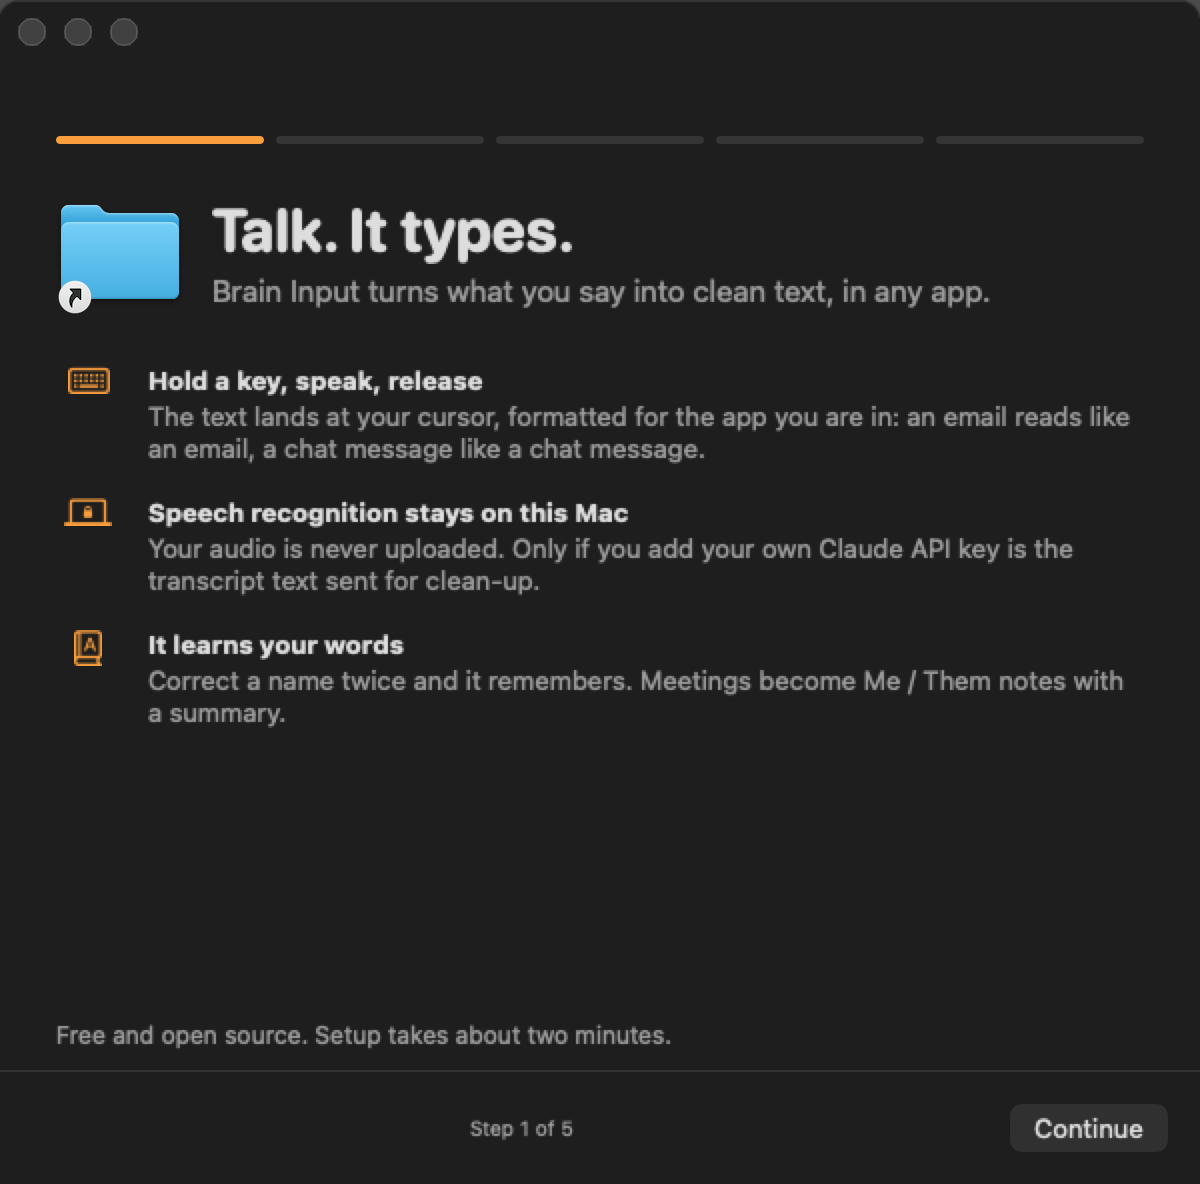 Talk. It types.
Brain Input turns what you say into clean text, in any app.
Hold a key, speak, release
The text lands at your cursor, formatted for the app you are in: an email reads like
an email, a chat message like a chat message.
Speech recognition stays on this Mac
Your audio is never uploaded. Only if you add your own Claude API key is the
transcript text sent for clean-up.
It learns your words
Correct a name twice and it remembers. Meetings become Me / Them notes with
a summary.
Free and open source. Setup takes about two minutes.
Step 1 of 5
Continue